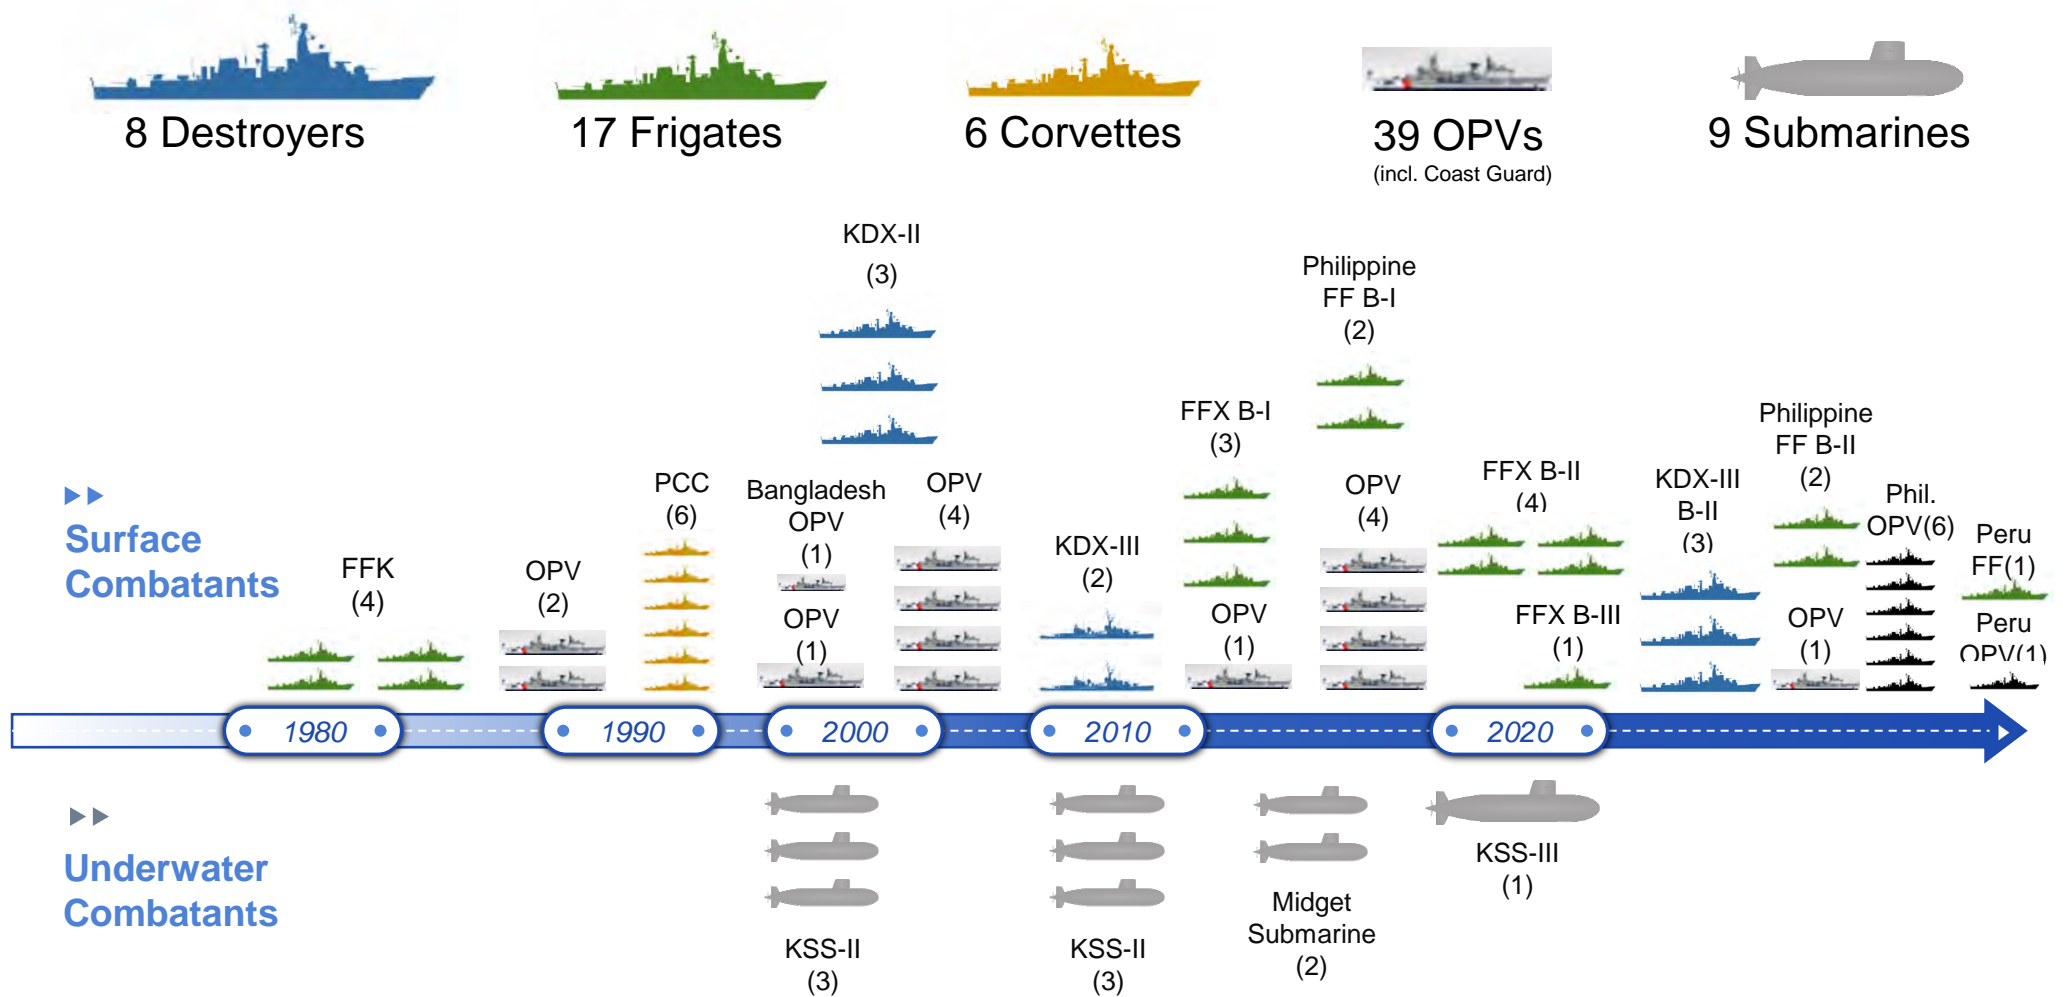 8 Destroyers
17 Frigates
6 Corvettes
39 OPVs
(incl. Coast Guard)
9 Submarines
Surface
Combatants
FFK
(4)
OPV
(2)
PCC
(6)
KDX-II
(3)
Bangladesh
OPV
(1)
OPV
(1)
OPV
(4)
KDX-III
(2)
FFX B-I
(3)
OPV
(1)
Philippine
FF B-I
(2)
OPV
(4)
FFX B-II
(4)
FFX B-III
(1)
KDX-III
B-II
(3)
Philippine
FF B-II
(2)
OPV
(1)
Phil.
OPV(6)
Peru
FF(1)
Peru
OPV(1)
1980
1990
2000
2010
2020
Underwater
Combatants
KSS-II
(3)
KSS-II
(3)
Midget
Submarine
(2)
KSS-III
(1)